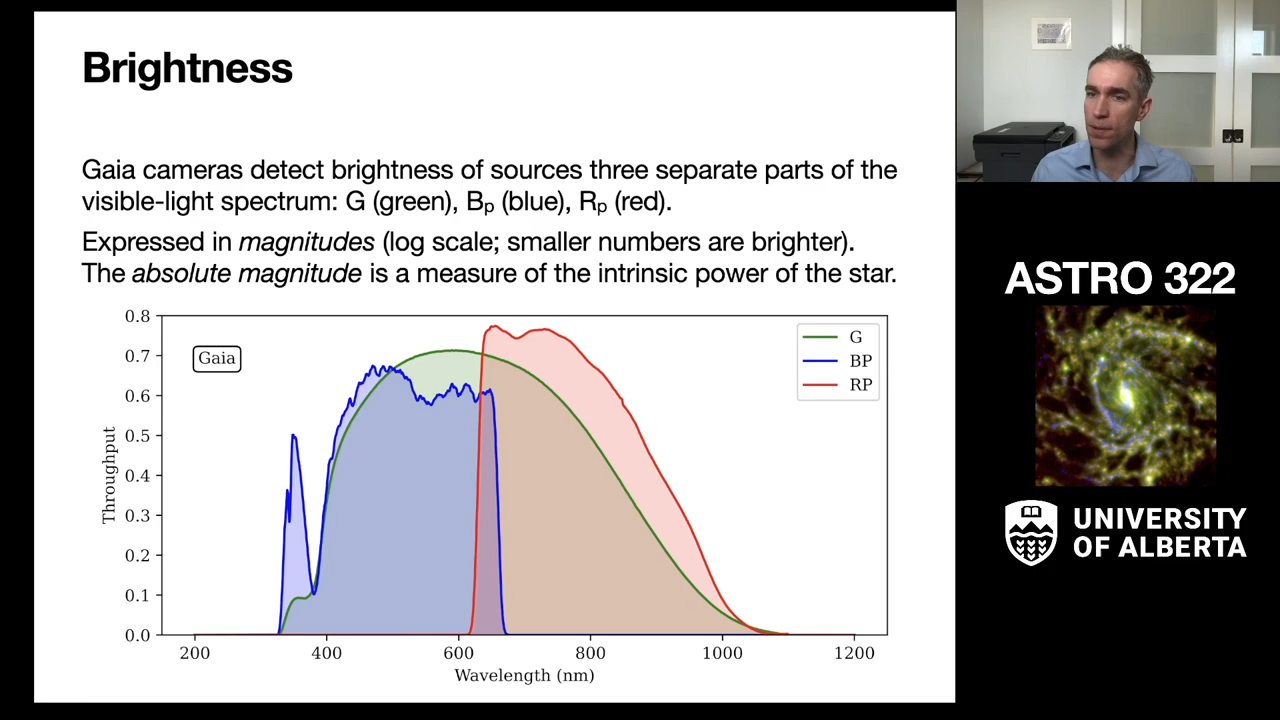 Brightness
Gaia cameras detect brightness of sources three separate parts of the
visible-light spectrum: G (green), Bp (blue), Rp (red).
Expressed in magnitudes (log scale; smaller numbers are brighter).
The absolute magnitude is a measure of the intrinsic power of the star.
0.8
0.7
0.6
0.5
0.4
0.3
0.2
0.1
0.0
Throughput
Gaia
G
BP
RP
200 400 600 800 1000 1200
Wavelength (nm)
ASTRO 322
UNIVERSITY
OF ALBERTA